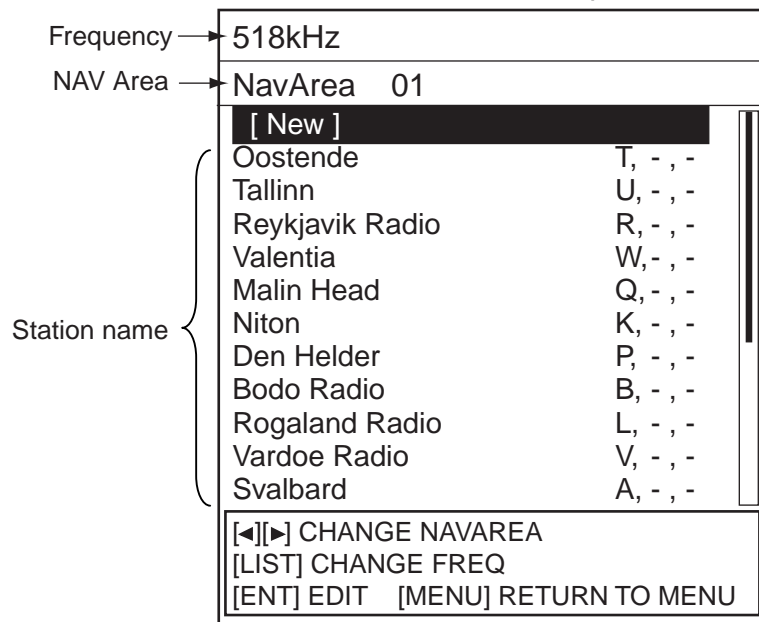 Frequency 518kHz
NAV Area NavArea 01
[ New ]
Oostende T, - , -
Tallinn U, - , -
Reykjavik Radio R, - , -
Valentia W,- , -
Malin Head Q, - , -
Station name
Niton K, - , -
Den Helder P, - , -
Bodo Radio B, - , -
Rogaland Radio L, - , -
Vardoe Radio V, - , -
Svalbard A, - , -
[◄][►] CHANGE NAVAREA
[LIST] CHANGE FREQ
[ENT] EDIT [MENU] RETURN TO MENU